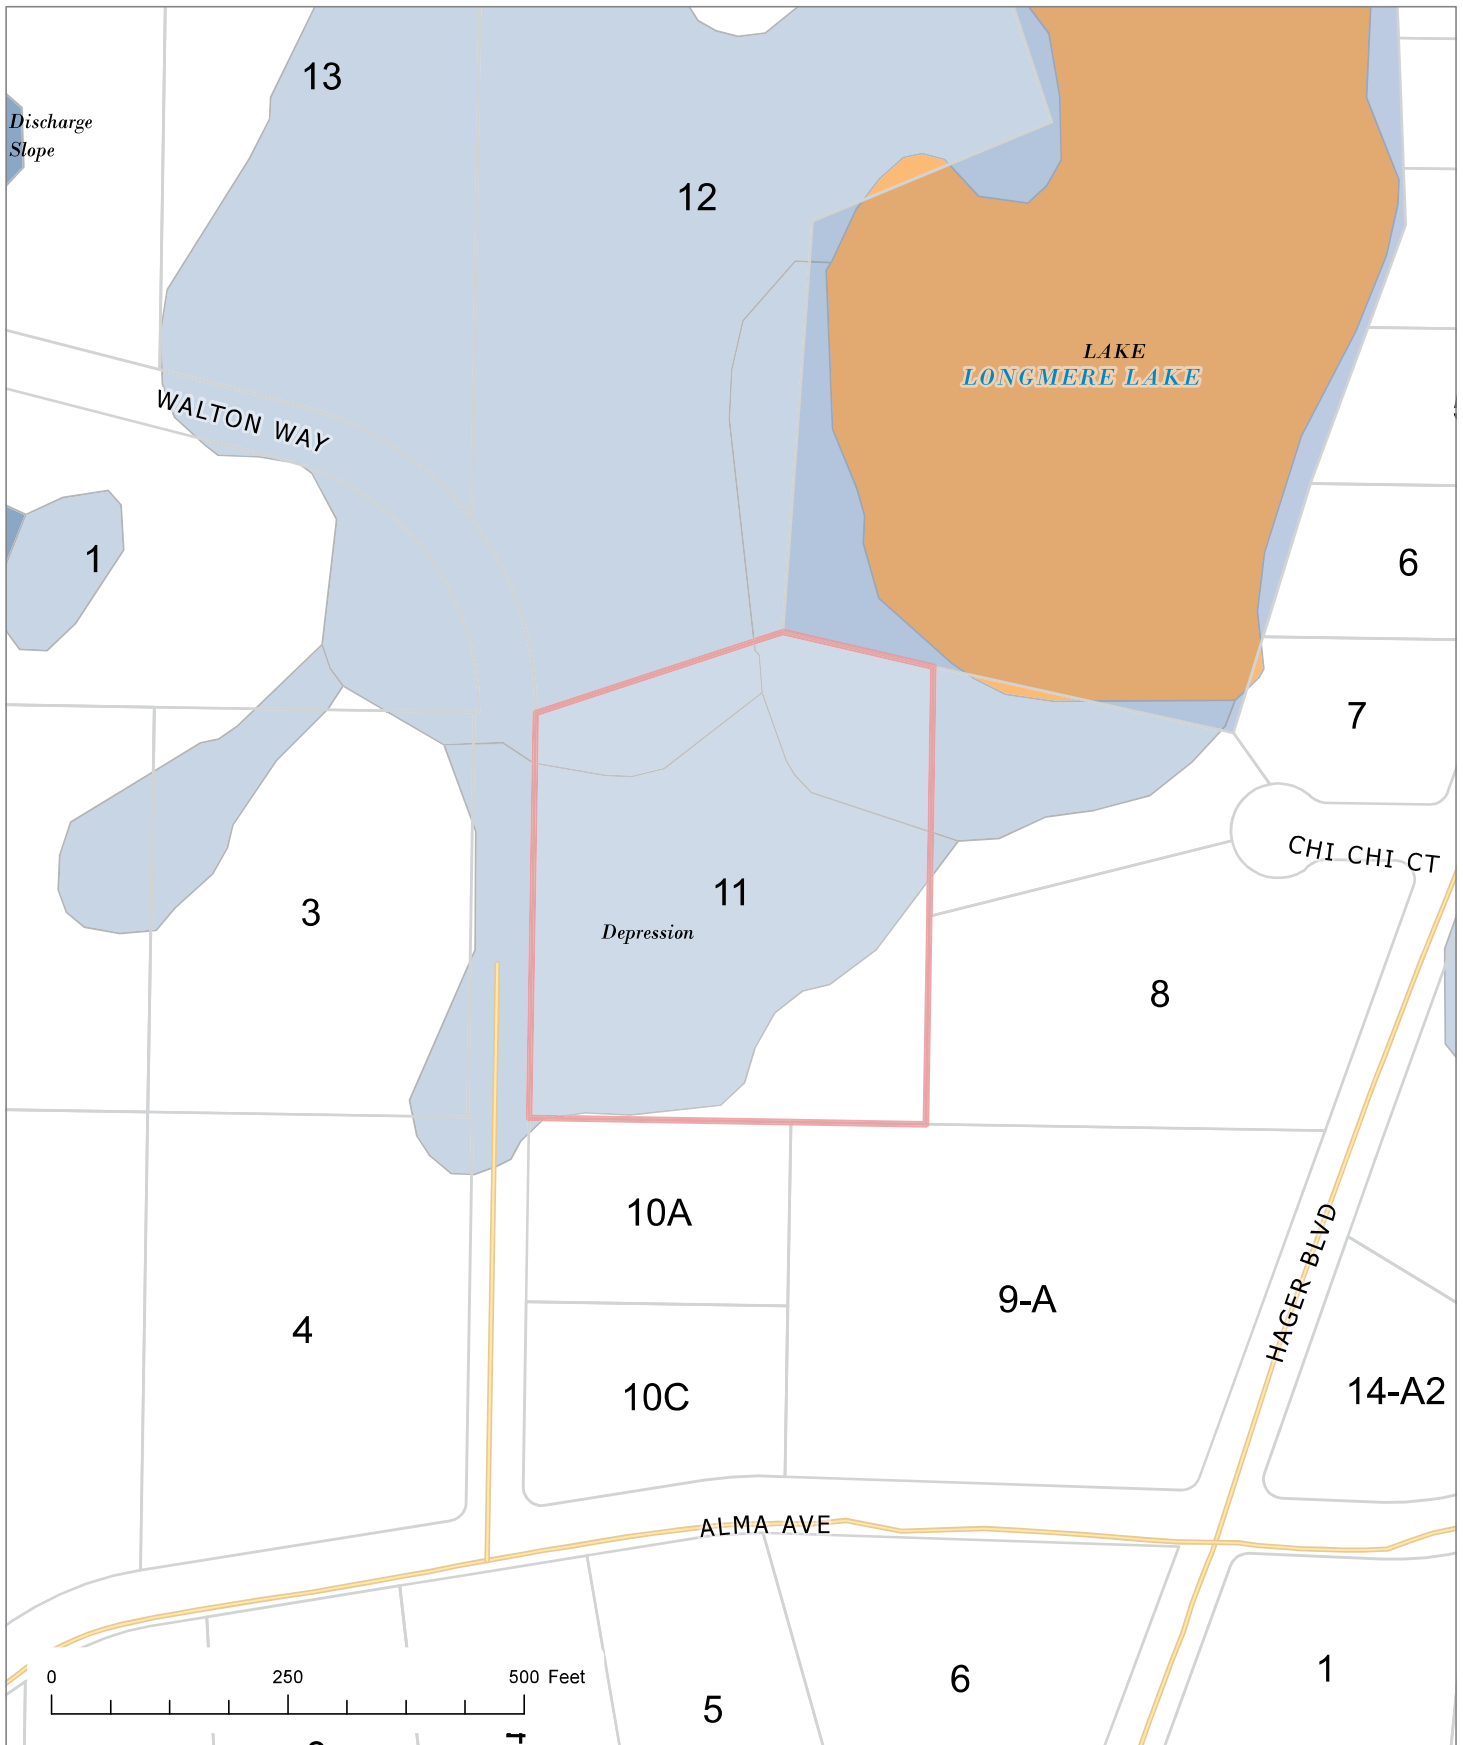 13
Discharge
Slope
12
LAKE
LONGMERE LAKE
WALTON WAY
1
6
7
CHI CHI CT
11
3
Depression
8
10A
HAGER BLVD
9-A
4
10C
14-A2
ALMA AVE
0 250 500 Feet
6
1
5